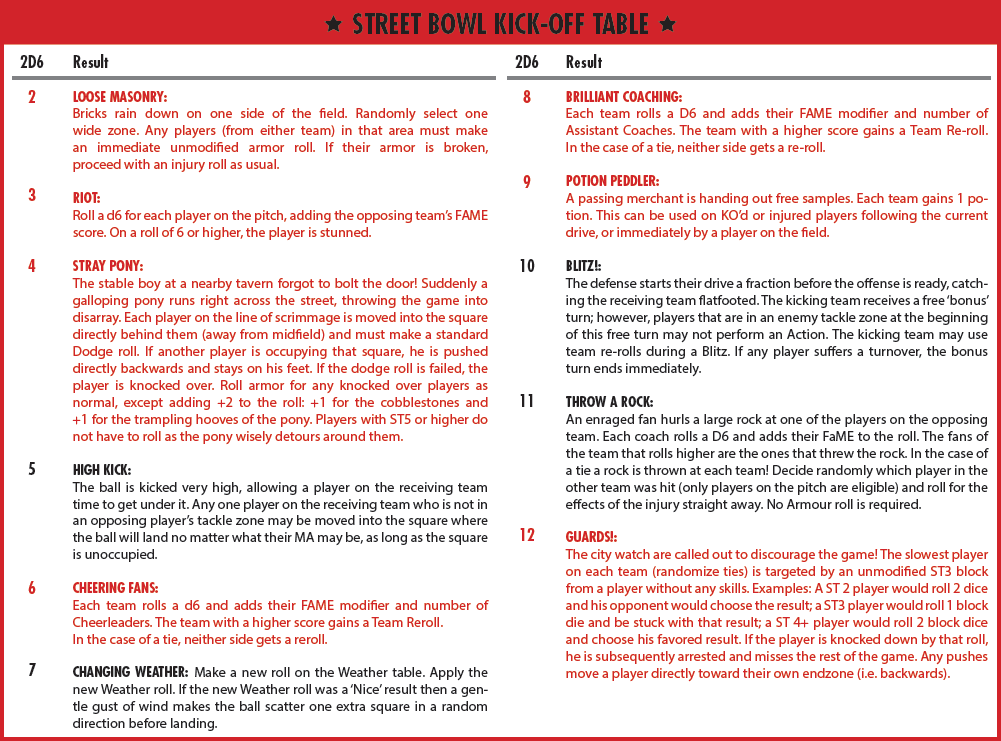 ★ STREET BOWL KICK-OFF TABLE ★
2D6 Result
2 LOOSE MASONRY:
Bricks rain down on one side of the field. Randomly select one
wide zone. Any players (from either team) in that area must make
an immediate unmodified armor roll. If their armor is broken,
proceed with an injury roll as usual.
3 RIOT:
Roll a d6 for each player on the pitch, adding the opposing team's FAME
score. On a roll of 6 or higher, the player is stunned.
4 STRAY PONY:
The stable boy at a nearby tavern forgot to bolt the door! Suddenly a
galloping pony runs right across the street, throwing the game into
disarray. Each player on the line of scrimmage is moved into the square
directly behind them (away from midfield) and must make a standard
Dodge roll. If another player is occupying that square, he is pushed
directly backwards and stays on his feet. If the dodge roll is failed, the
player is knocked over. Roll armor for any knocked over players as
normal, except adding +2 to the roll: +1 for the cobblestones and
+1 for the trampling hooves of the pony. Players with ST5 or higher do
not have to roll as the pony wisely detours around them.
5 HIGH KICK:
The ball is kicked very high, allowing a player on the receiving team
time to get under it. Any one player on the receiving team who is not in
an opposing player's tackle zone may be moved into the square where
the ball will land no matter what their MA may be, as long as the square
is unoccupied.
6 CHEERING FANS:
Each team rolls a d6 and adds their FAME modifier and number of
Cheerleaders. The team with a higher score gains a Team Reroll.
In the case of a tie, neither side gets a reroll.
7 CHANGING WEATHER: Make a new roll on the Weather table. Apply the
new Weather roll. If the new Weather roll was a 'Nice' result then a gen-
tle gust of wind makes the ball scatter one extra square in a random
direction before landing.
2D6 Result
8 BRILLIANT COACHING:
Each team rolls a D6 and adds their FAME modifier and number of
Assistant Coaches. The team with a higher score gains a Team Re-roll.
In the case of a tie, neither side gets a re-roll.
9 POTION PEDDLER:
A passing merchant is handing out free samples. Each team gains 1 po-
tion. This can be used on KO'd or injured players following the current
drive, or immediately by a player on the field.
10 BLITZ!:
The defense starts their drive a fraction before the offense is ready, catch-
ing the receiving team flatfooted. The kicking team receives a free 'bonus'
turn; however, players that are in an enemy tackle zone at the beginning
of this free turn may not perform an Action. The kicking team may use
team re-rolls during a Blitz. If any player suffers a turnover, the bonus
turn ends immediately.
11 THROW A ROCK:
An enraged fan hurls a large rock at one of the players on the opposing
team. Each coach rolls a D6 and adds their FaME to the roll. The fans of
the team that rolls higher are the ones that threw the rock. In the case of
a tie a rock is thrown at each team! Decide randomly which player in the
other team was hit (only players on the pitch are eligible) and roll for the
effects of the injury straight away. No Armour roll is required.
12 GUARDS!:
The city watch are called out to discourage the game! The slowest player
on each team (randomize ties) is targeted by an unmodified ST3 block
from a player without any skills. Examples: A ST 2 player would roll 2 dice
and his opponent would choose the result; a ST3 player would roll 1 block
die and be stuck with that result; a ST 4+ player would roll 2 block dice
and choose his favored result. If the player is knocked down by that roll,
he is subsequently arrested and misses the rest of the game. Any pushes
move a player directly toward their own endzone (i.e. backwards).